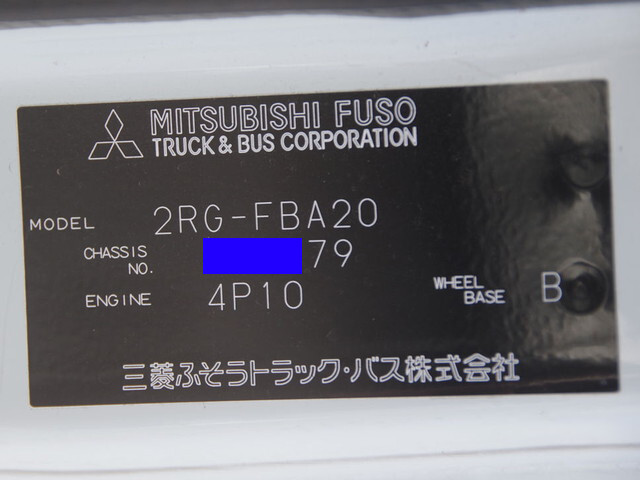 MITSUBISHI FUSO
TRUCK & BUS CORPORATION
MODEL 2RG-FBA20
CHASSIS NO. 79
ENGINE 4P10 WHEEL BASE B
三菱ふそうトラック・バス株式会社